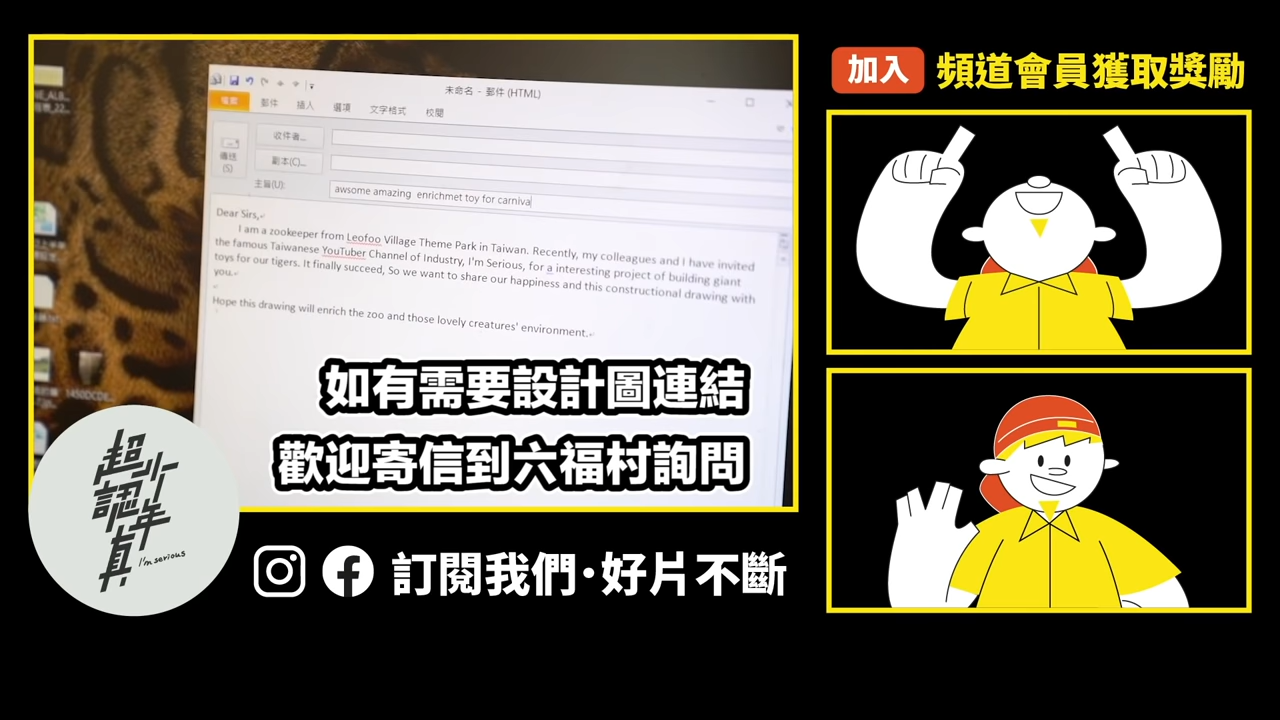 加入 頻道會員獲取獎勵
未命名 - 郵件 (HTML)
檔案 郵件 插入 選項 文字格式 校閱
收件者...
傳送
(S)
副本(C)...
主旨(U):
awsome amazing enrichmet toy for carniva
Dear Sirs,
I am a zookeeper from Leofoo Village Theme Park in Taiwan. Recently, my colleagues and I have invited
the famous Taiwanese YouTuber Channel of Industry, I'm Serious, for a interesting project of building giant
toys for our tigers. It finally succeed, So we want to share our happiness and this constructional drawing with
you.
Hope this drawing will enrich the zoo and those lovely creatures' environment.
如有需要設計圖連結
歡迎寄信到六福村詢問
超認真少年
I'm serious
訂閱我們·好片不斷